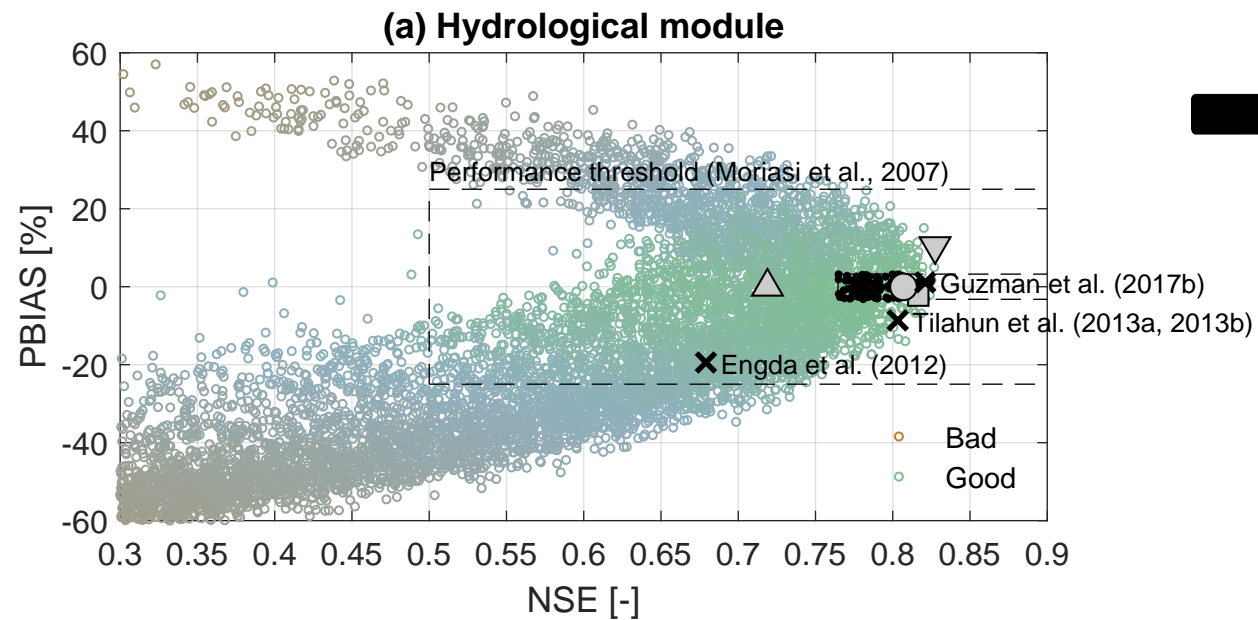 (a) Hydrological module
60
40
20
0
-20
-40
-60
PBIAS [%]
Performance threshold (Moriasi et al., 2007)
Guzman et al. (2017b)
Tilahun et al. (2013a, 2013b)
Engda et al. (2012)
Bad
Good
0.3 0.35 0.4 0.45 0.5 0.55 0.6 0.65 0.7 0.75 0.8 0.85 0.9
NSE [-]